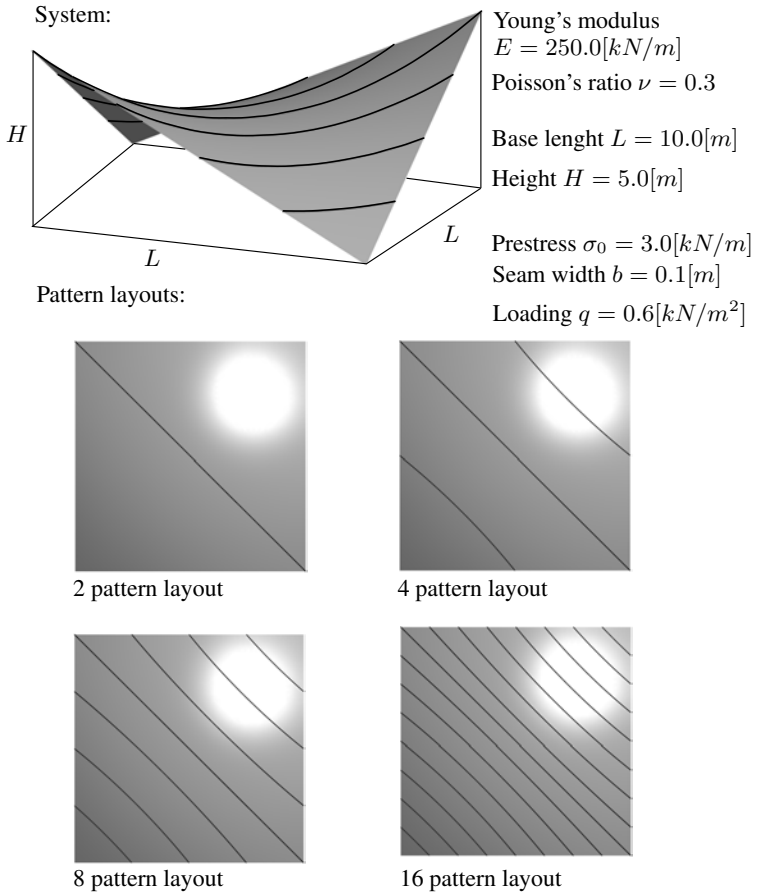 System:
Young's modulus
E = 250.0[kN/m]
Poisson's ratio ν = 0.3
H
Base lenght L = 10.0[m]
Height H = 5.0[m]
L
L
Prestress σ₀ = 3.0[kN/m]
Seam width b = 0.1[m]
Pattern layouts:
Loading q = 0.6[kN/m²]
2 pattern layout
4 pattern layout
8 pattern layout
16 pattern layout